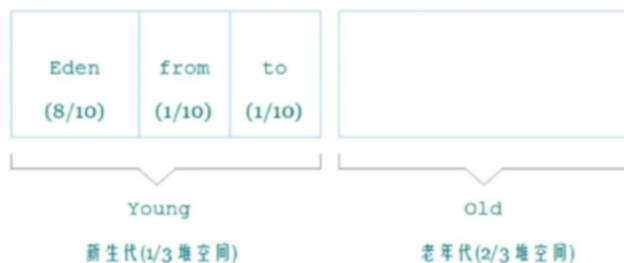 Eden from to
(8/10) (1/10) (1/10)
Young Old
新生代(1/3 堆空间) 老年代(2/3 堆空间)